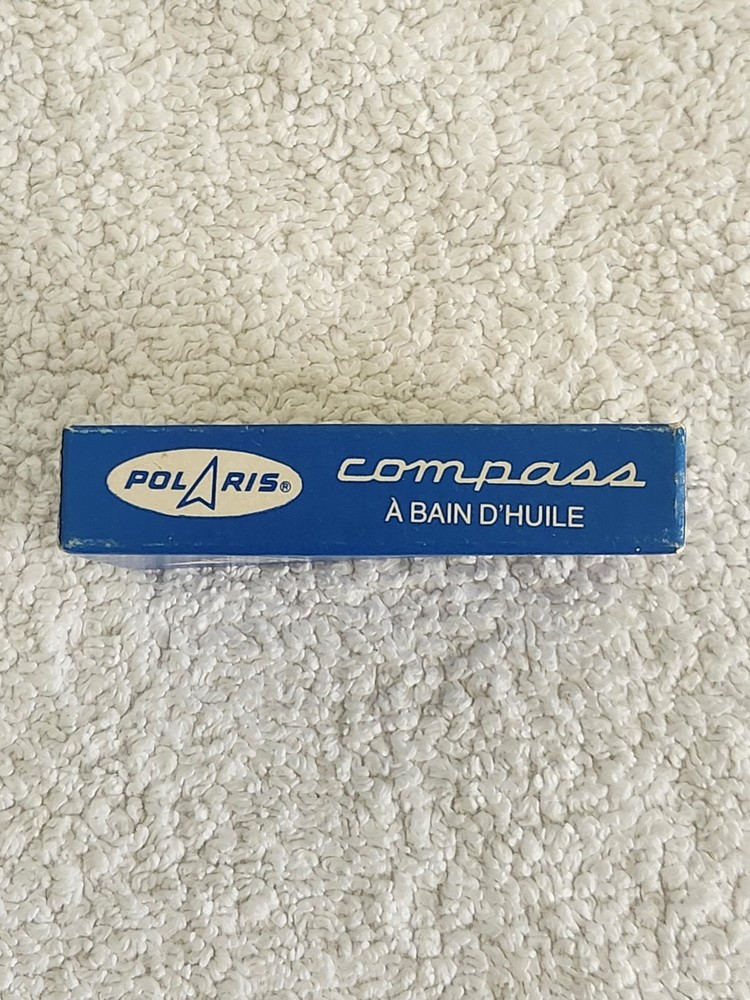 POLARIS®
compass
À BAIN D'HUILE